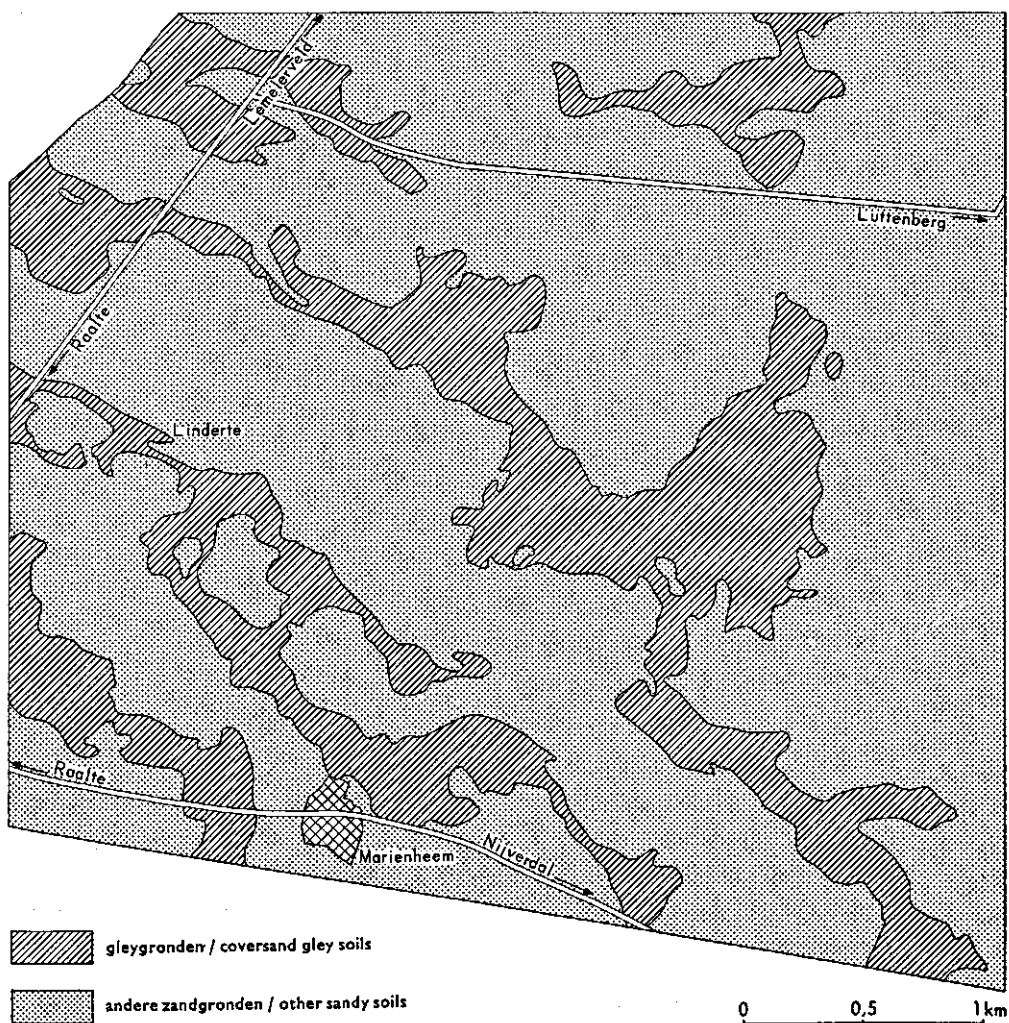 Lemelerveld
Luttenberg
Raalte
Linderte
Raalte
Marienheem
Nijverdal
gleygronden / coversand gley soils
andere zandgronden / other sandy soils
0 0,5 1 km